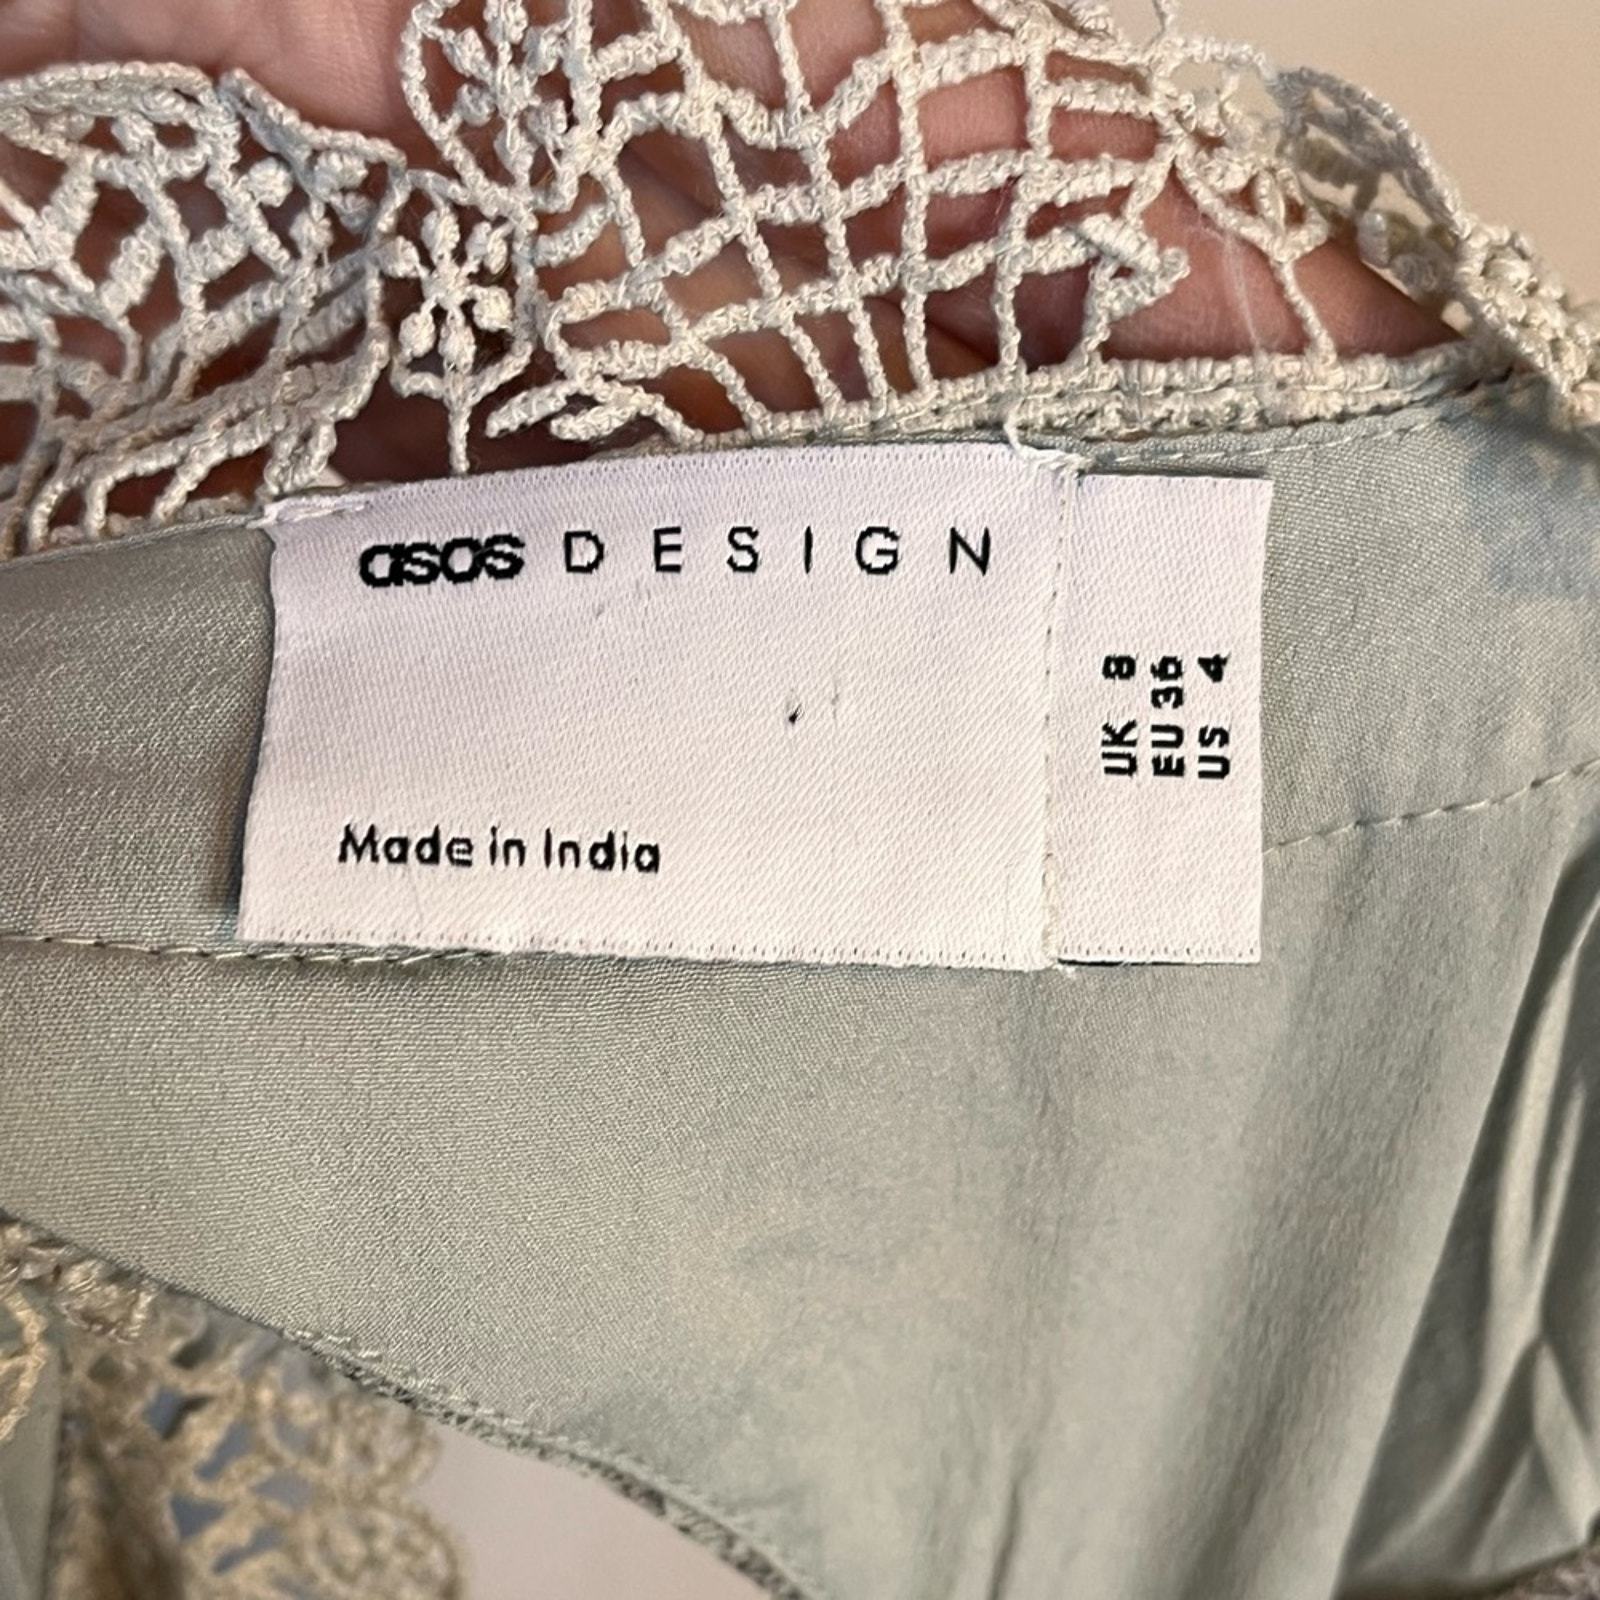 asos DESIGN
Made in India
UK 8
EU 36
US 4